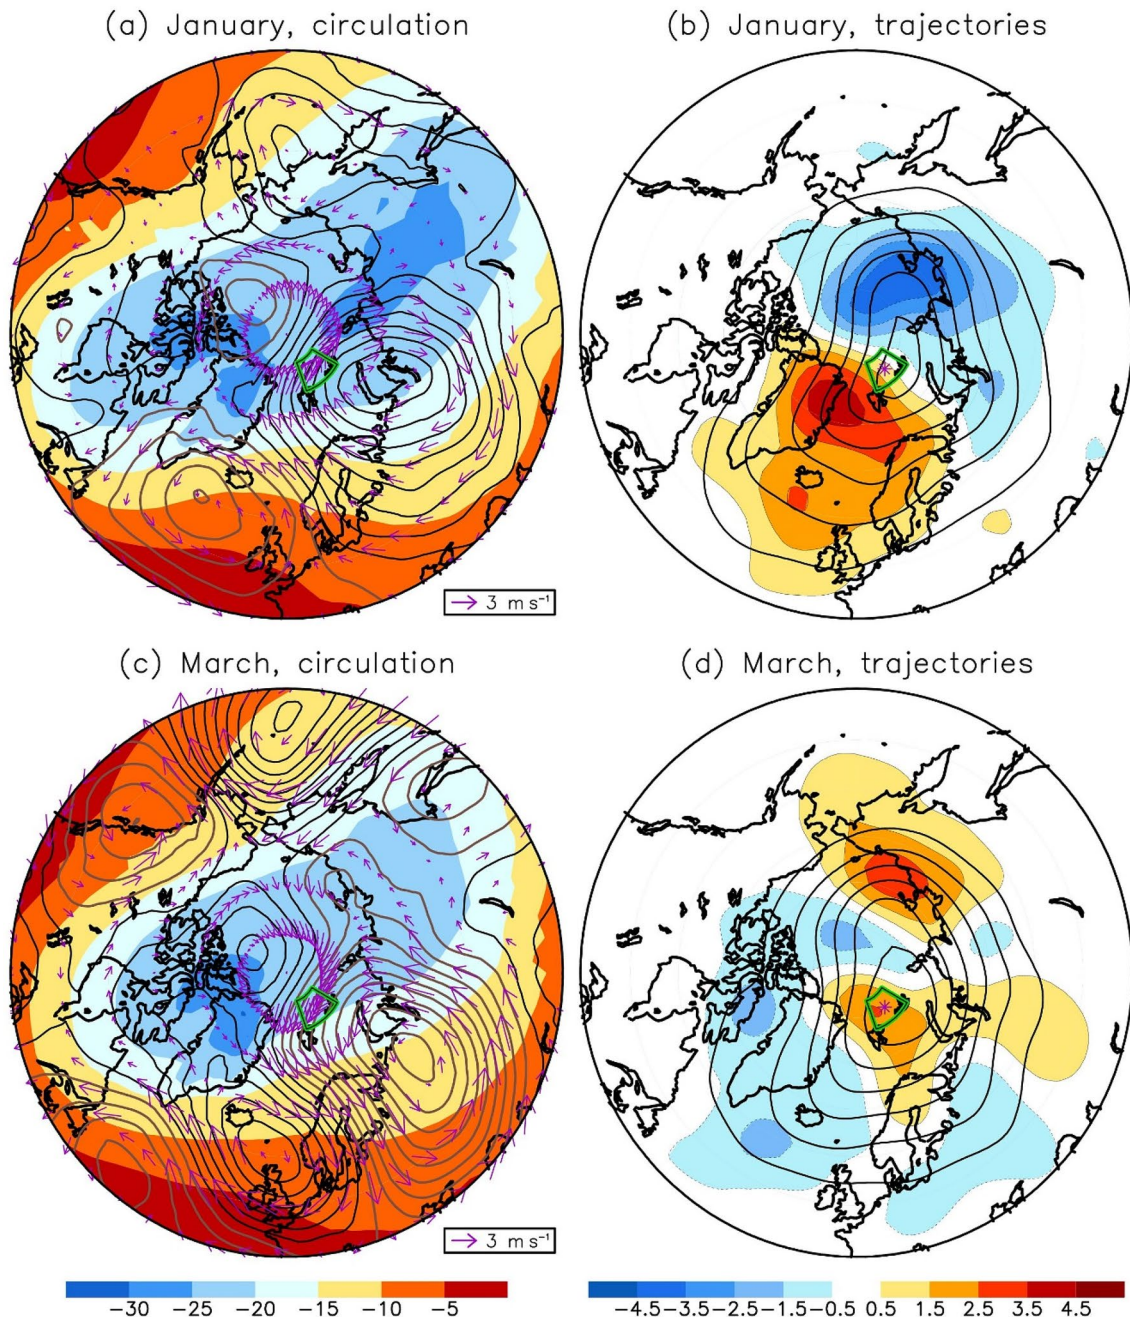 (a) January, circulation
(b) January, trajectories
3 m s⁻¹
(c) March, circulation
(d) March, trajectories
3 m s⁻¹
−30 −25 −20 −15 −10 −5
−4.5 −3.5 −2.5 −1.5 −0.5 0.5 1.5 2.5 3.5 4.5